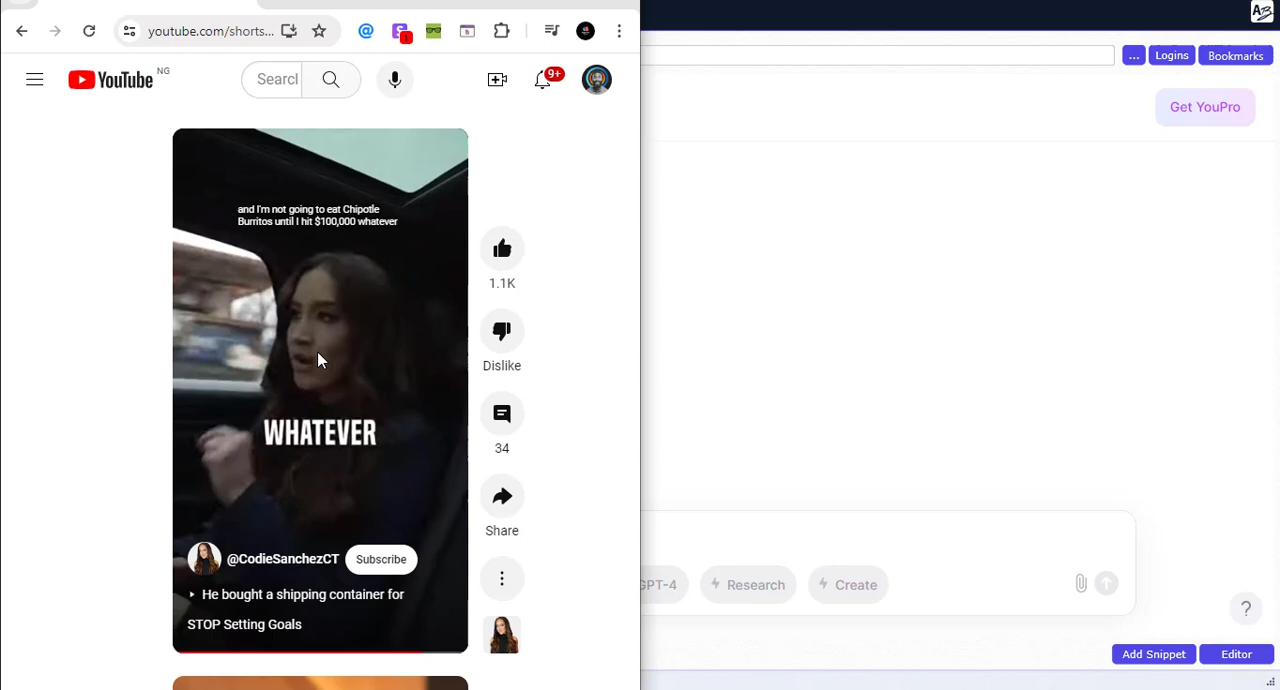 youtube.com/shorts...
1
YouTube NG
Searcl
9+
and I'm not going to eat Chipotle
Burritos until I hit $100,000 whatever
WHATEVER
@CodieSanchezCT
Subscribe
He bought a shipping container for
STOP Setting Goals
1.1K
Dislike
34
Share
AB
...
Logins
Bookmarks
Get YouPro
GPT-4
Research
Create
?
Add Snippet
Editor